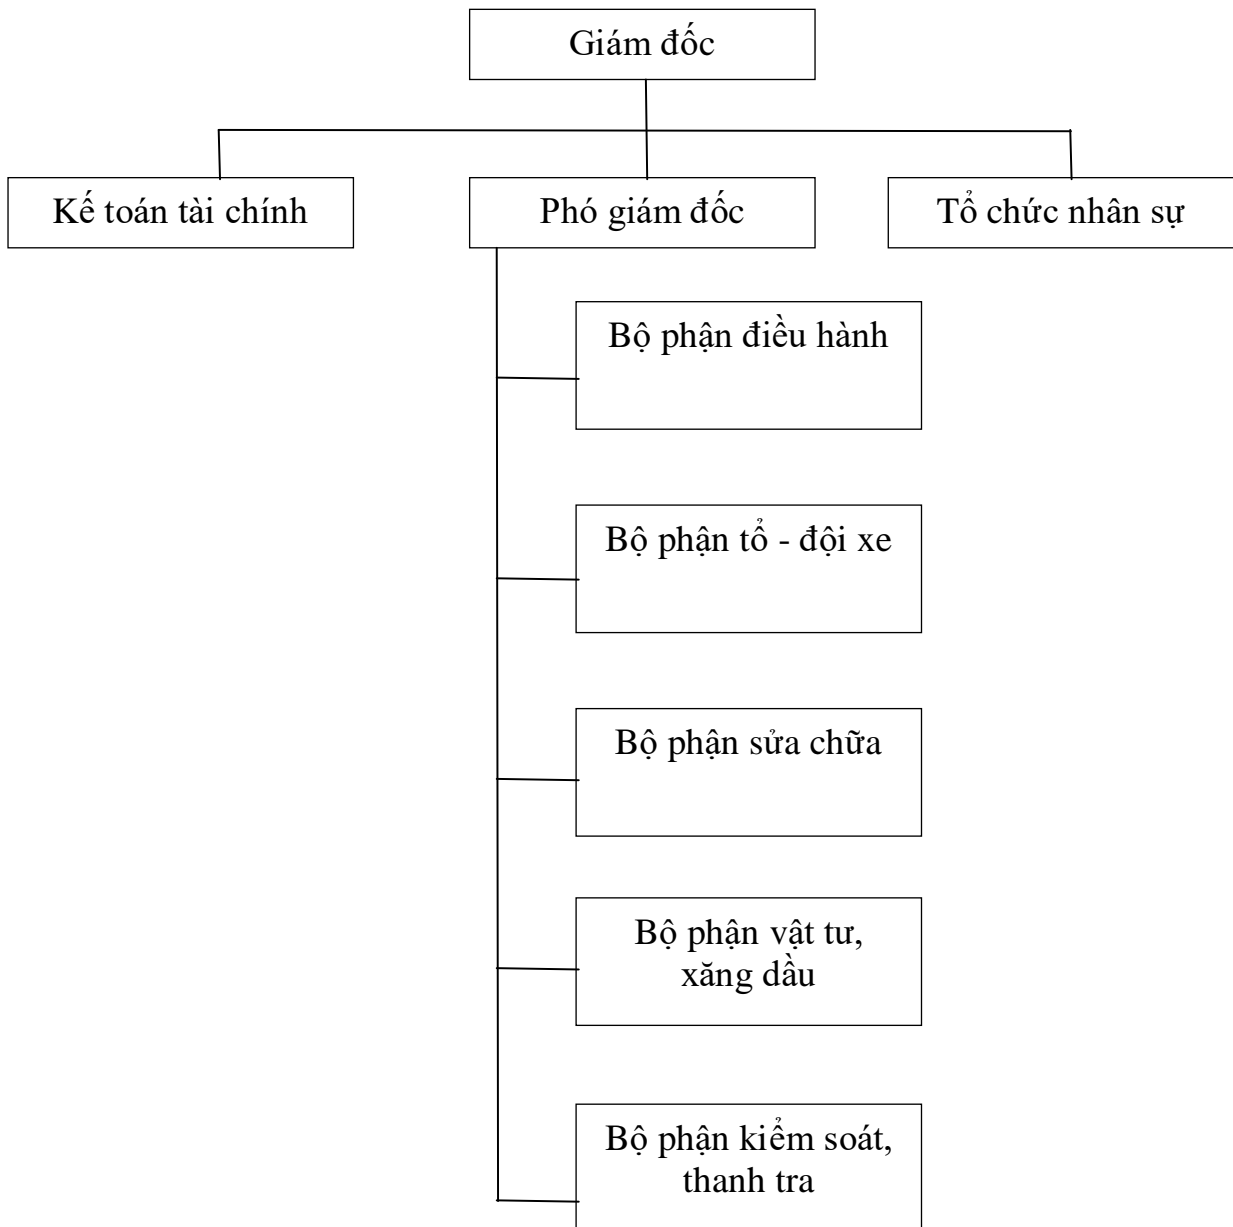 Giám đốc
Kế toán tài chính
Phó giám đốc
Tổ chức nhân sự
Bộ phận điều hành
Bộ phận tổ - đội xe
Bộ phận sửa chữa
Bộ phận vật tư,
xăng dầu
Bộ phận kiểm soát,
thanh tra